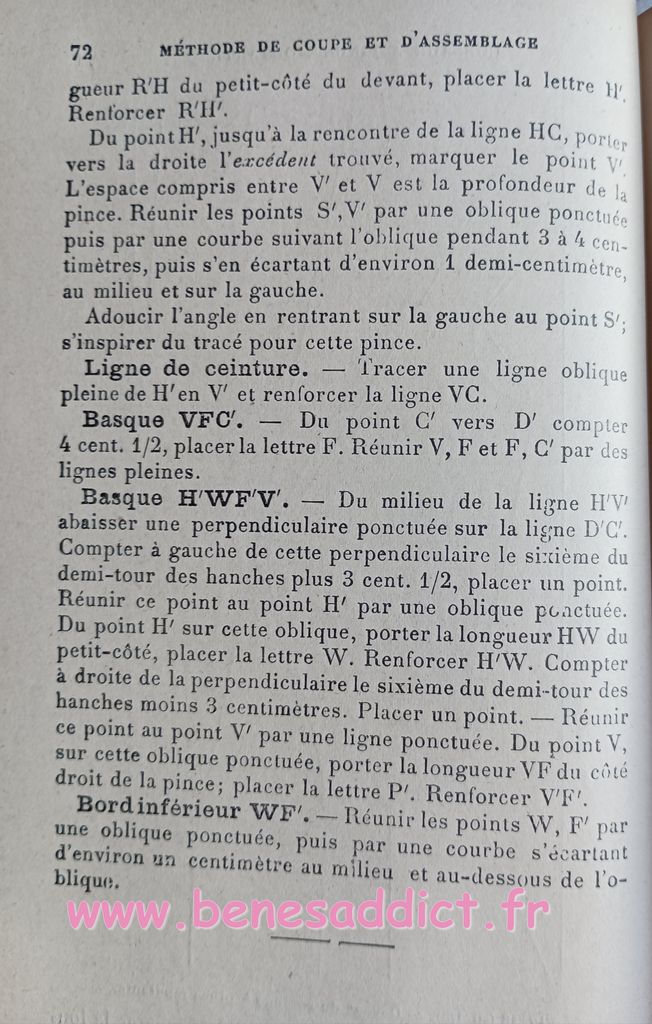 72 MÉTHODE DE COUPE ET D'ASSEMBLAGE
gueur R'H du petit-côté du devant, placer la lettre H'.
Renforcer R'H'.
Du point H', jusqu'à la rencontre de la ligne HC, porter
vers la droite l'excédent trouvé, marquer le point V'.
L'espace compris entre V' et V est la profondeur de la
pince. Réunir les points S',V' par une oblique ponctuée
puis par une courbe suivant l'oblique pendant 3 à 4 cen-
timètres, puis s'en écartant d'environ 1 demi-centimètre,
au milieu et sur la gauche.
Adoucir l'angle en rentrant sur la gauche au point S';
s'inspirer du tracé pour cette pince.
Ligne de ceinture. — Tracer une ligne oblique
pleine de H' en V' et renforcer la ligne VC.
Basque VFC'. — Du point C' vers D' compter
4 cent. 1/2, placer la lettre F. Réunir V, F et F, C' par des
lignes pleines.
Basque H'WF'V'. — Du milieu de la ligne H'V'
abaisser une perpendiculaire ponctuée sur la ligne D'C'.
Compter à gauche de cette perpendiculaire le sixième du
demi-tour des hanches plus 3 cent. 1/2, placer un point.
Réunir ce point au point H' par une oblique ponctuée.
Du point H' sur cette oblique, porter la longueur HW du
petit-côté, placer la lettre W. Renforcer H'W. Compter
à droite de la perpendiculaire le sixième du demi-tour des
hanches moins 3 centimètres. Placer un point. — Réunir
ce point au point V' par une ligne ponctuée. Du point V,
sur cette oblique ponctuée, porter la longueur VF du côté
droit de la pince; placer la lettre P'. Renforcer V'F'.
Bord inférieur WF'. — Réunir les points W, F' par
une oblique ponctuée, puis par une courbe s'écartant
d'environ un centimètre au milieu et au-dessous de l'o-
blique.
www.benesaddict.fr